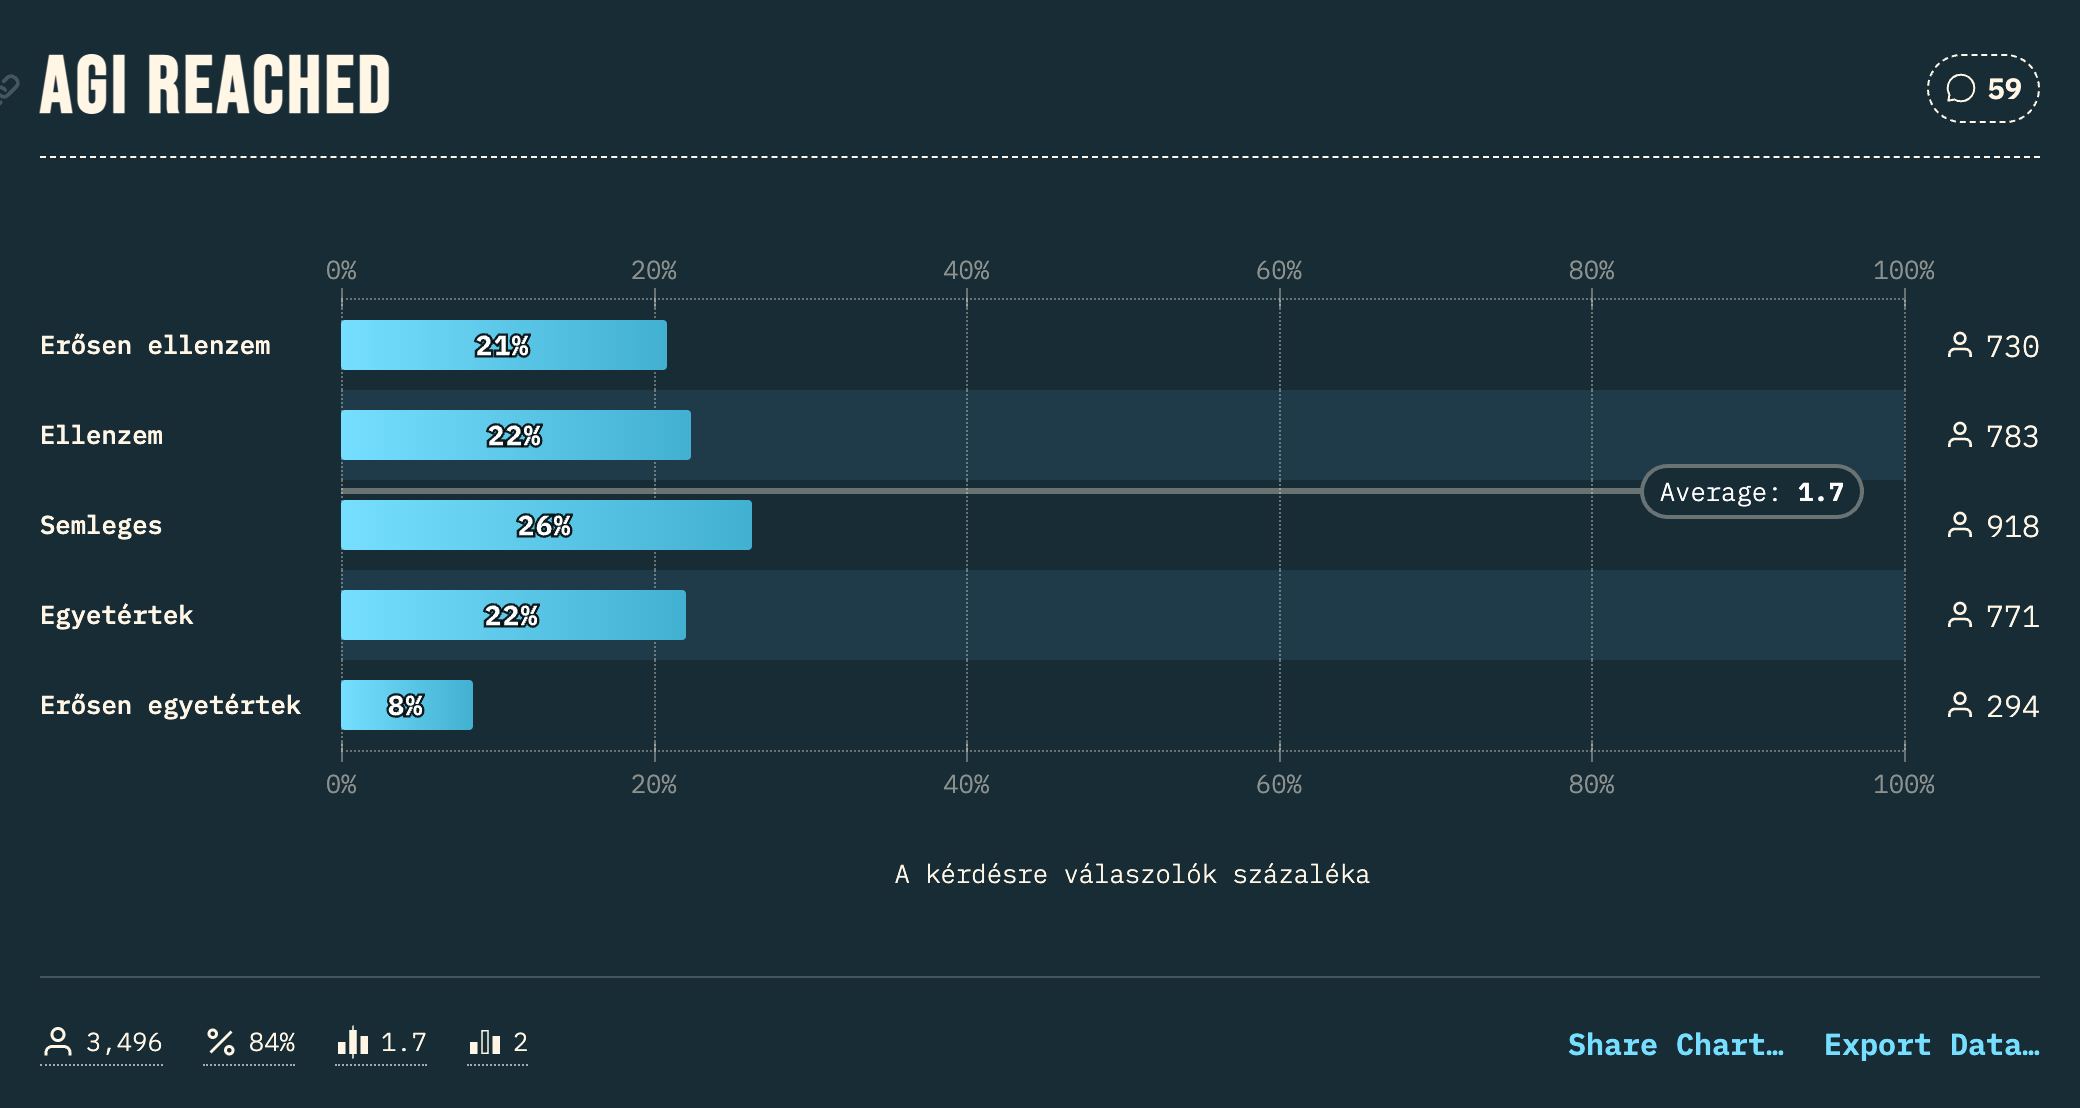 AGI REACHED
59
0% 20% 40% 60% 80% 100%
Erősen ellenzem 21% 730
Ellenzem 22% 783
Average: 1.7
Semleges 26% 918
Egyetértek 22% 771
Erősen egyetértek 8% 294
0% 20% 40% 60% 80% 100%
A kérdésre válaszolók százaléka
3,496 84% 1.7 2 Share Chart… Export Data…